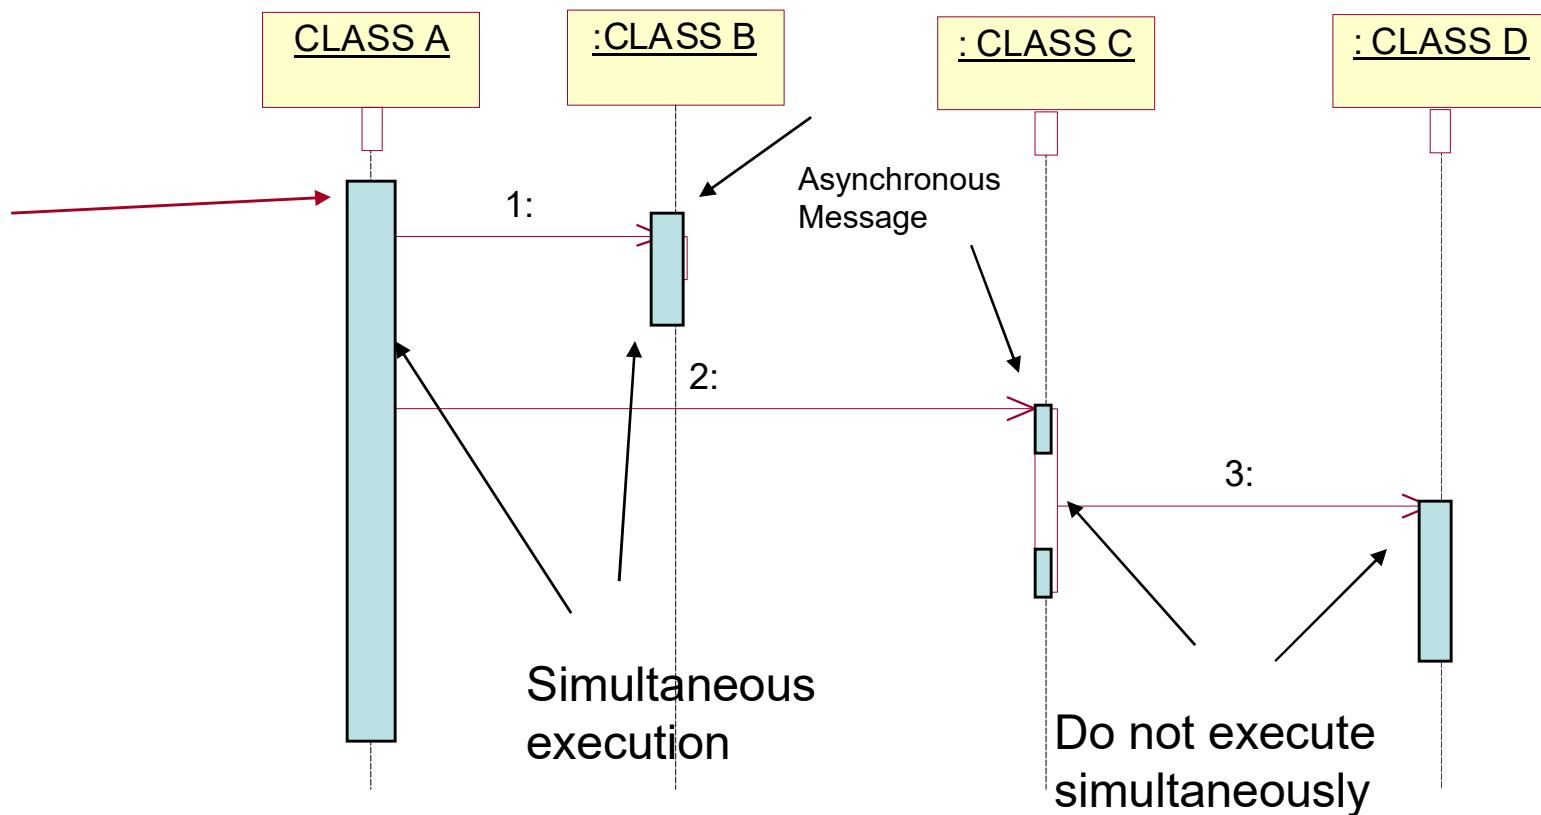 CLASS A
:CLASS B
: CLASS C
: CLASS D
Asynchronous
Message
1:
2:
3:
Simultaneous
execution
Do not execute
simultaneously